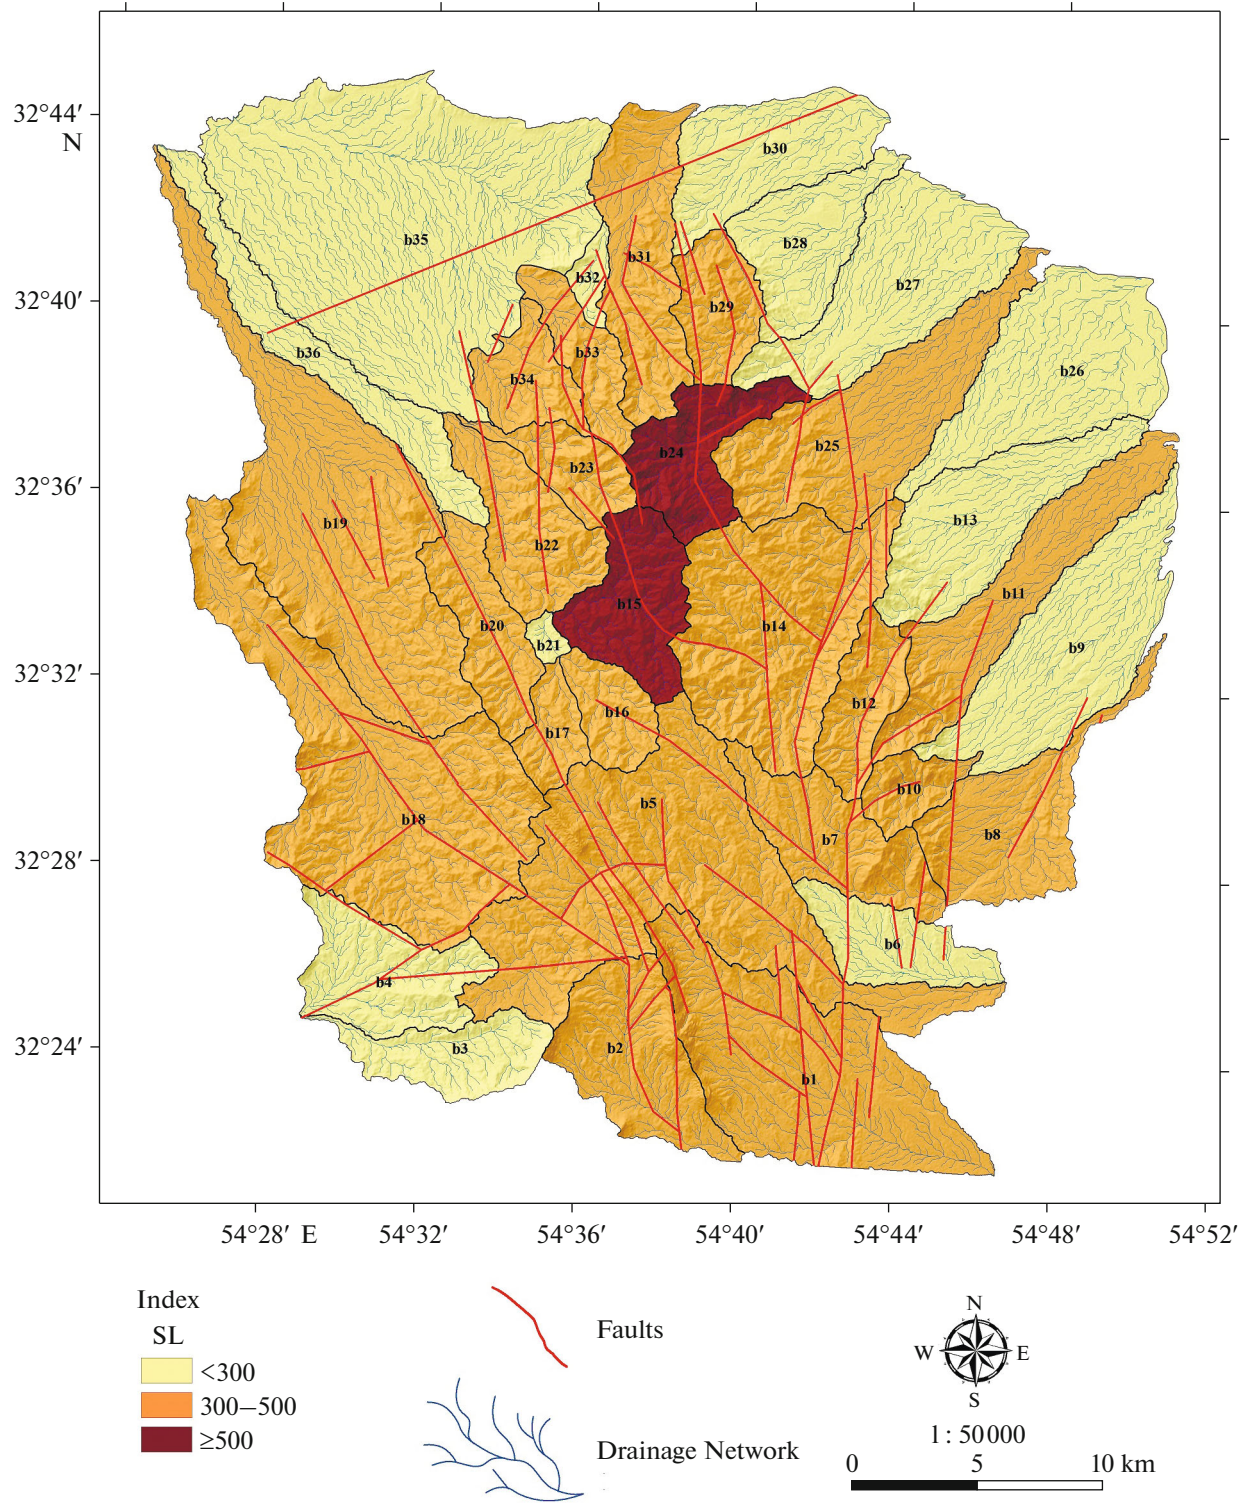 32°44′
N
b30
b35
b28
b31
b32
b27
32°40′
b29
b36
b33
b26
b34
b25
b24
b23
32°36′
b19
b13
b22
b11
b15
b20
b14
b21
b9
32°32′
b12
b16
b17
b10
b5
b18
b8
b7
32°28′
b6
b4
32°24′
b3
b2
b1
54°28′ E
54°32′
54°36′
54°40′
54°44′
54°48′
54°52′
Index
SL
<300
300–500
≥500
Faults
Drainage Network
N
W
E
S
1 : 50 000
0
5
10 km